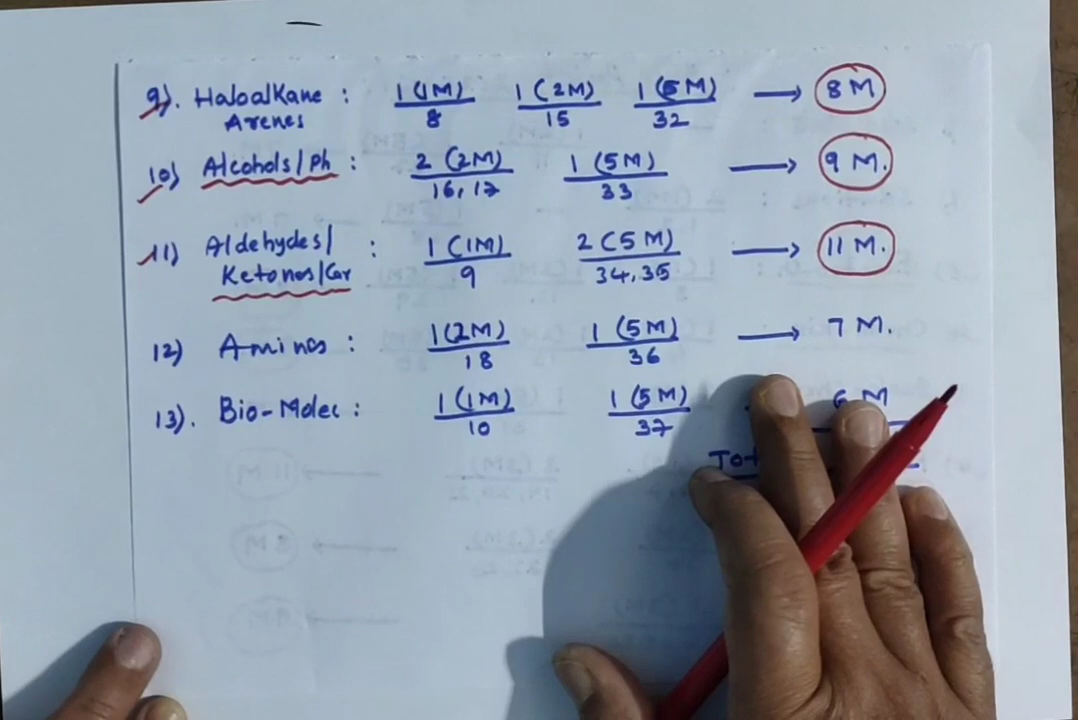 9). Haloalkane : 1(1M)/8 1(2M)/15 1(5M)/32 → 8M
Arenes
10) Alcohols/Ph : 2(2M)/16,17 1(5M)/33 → 9 M.
11) Aldehydes/ : 1(1M)/9 2(5M)/34,35 → 11 M.
Ketones/Car
12) Amines : 1(2M)/18 1(5M)/36 → 7 M.
13). Bio-Molec : 1(1M)/10 1(5M)/37 6 M